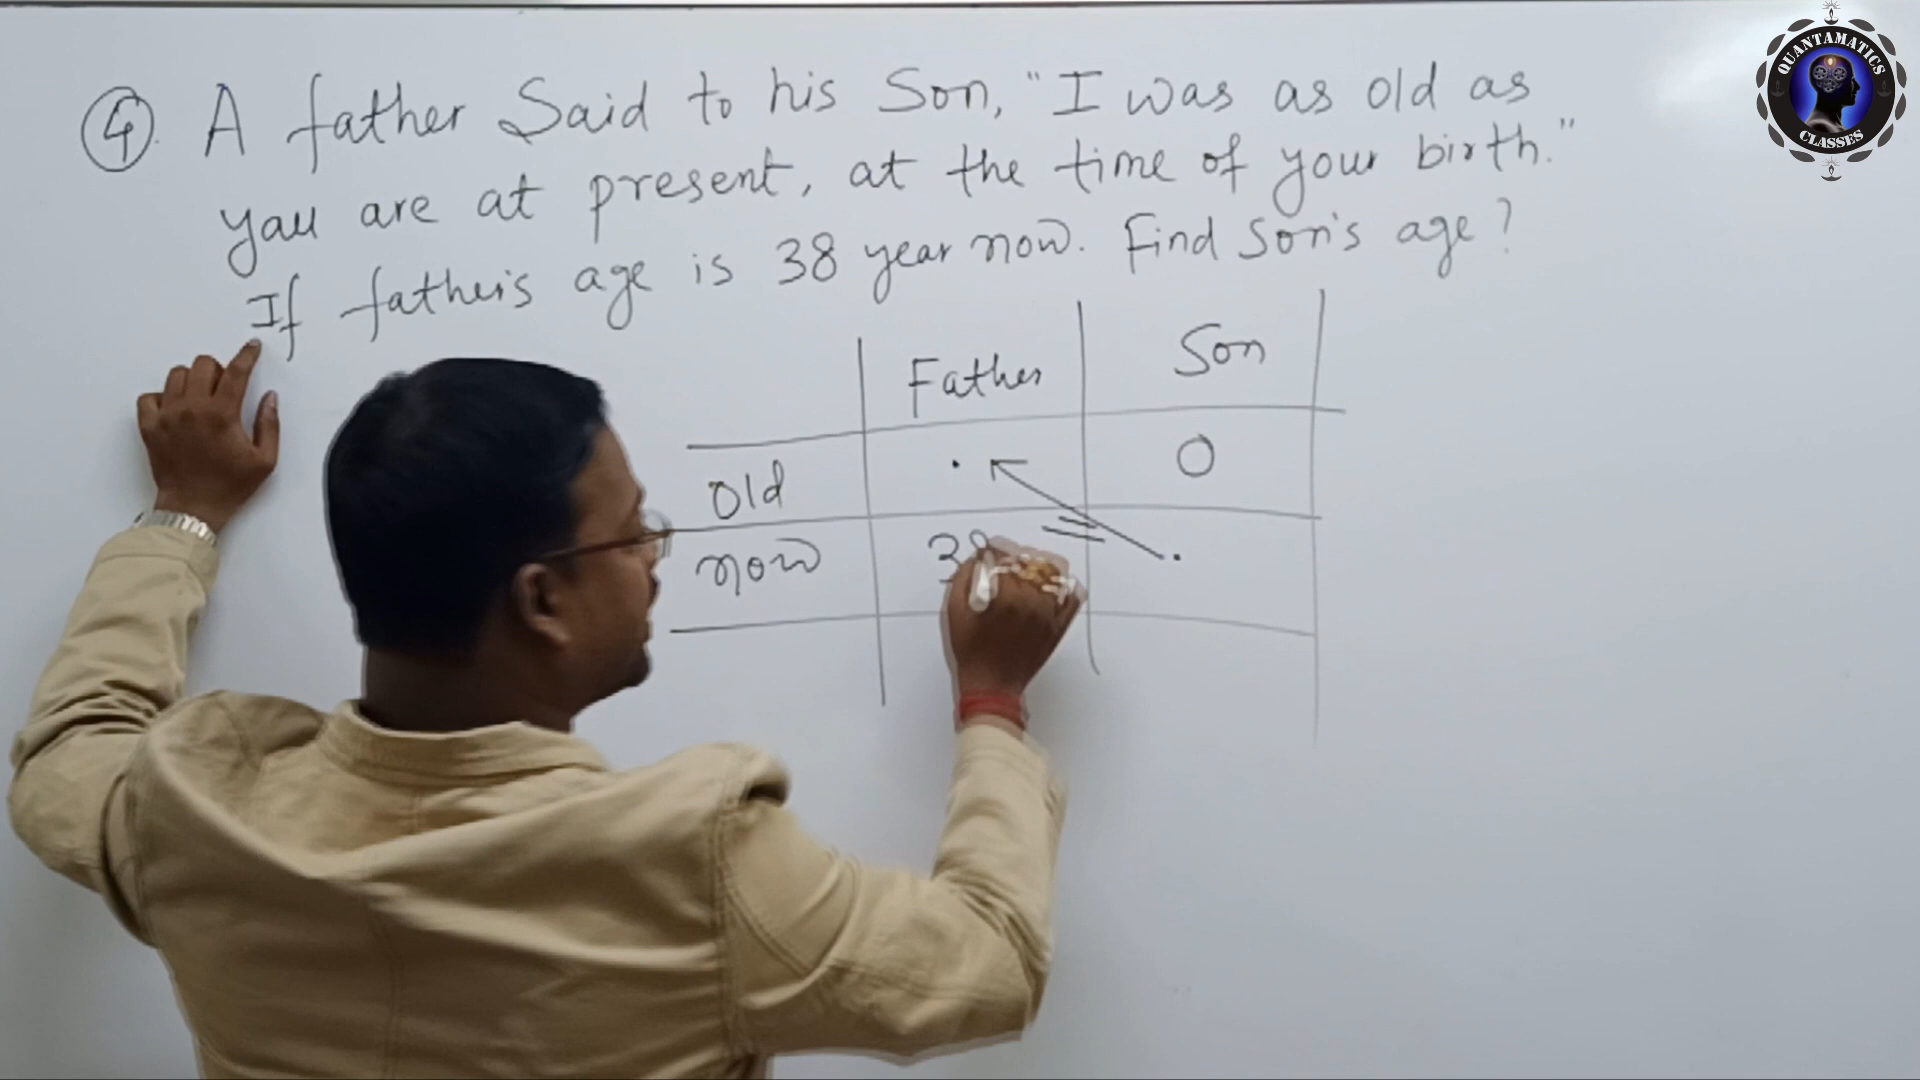 ④. A father Said to his Son, "I was as old as
you are at present, at the time of your birth."
If father's age is 38 year now. Find Son's age?
Father Son
Old 0
now 38
QUANTAMATICS
CLASSES